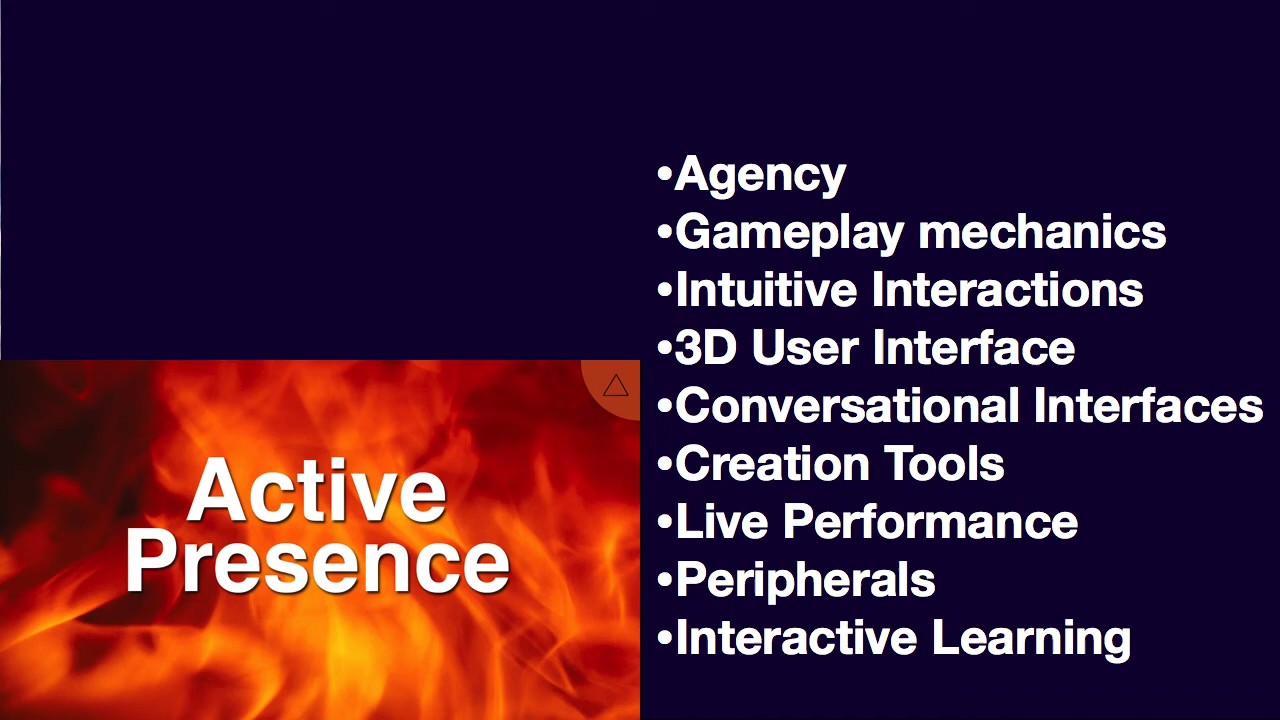 Active
Presence
•Agency
•Gameplay mechanics
•Intuitive Interactions
•3D User Interface
•Conversational Interfaces
•Creation Tools
•Live Performance
•Peripherals
•Interactive Learning